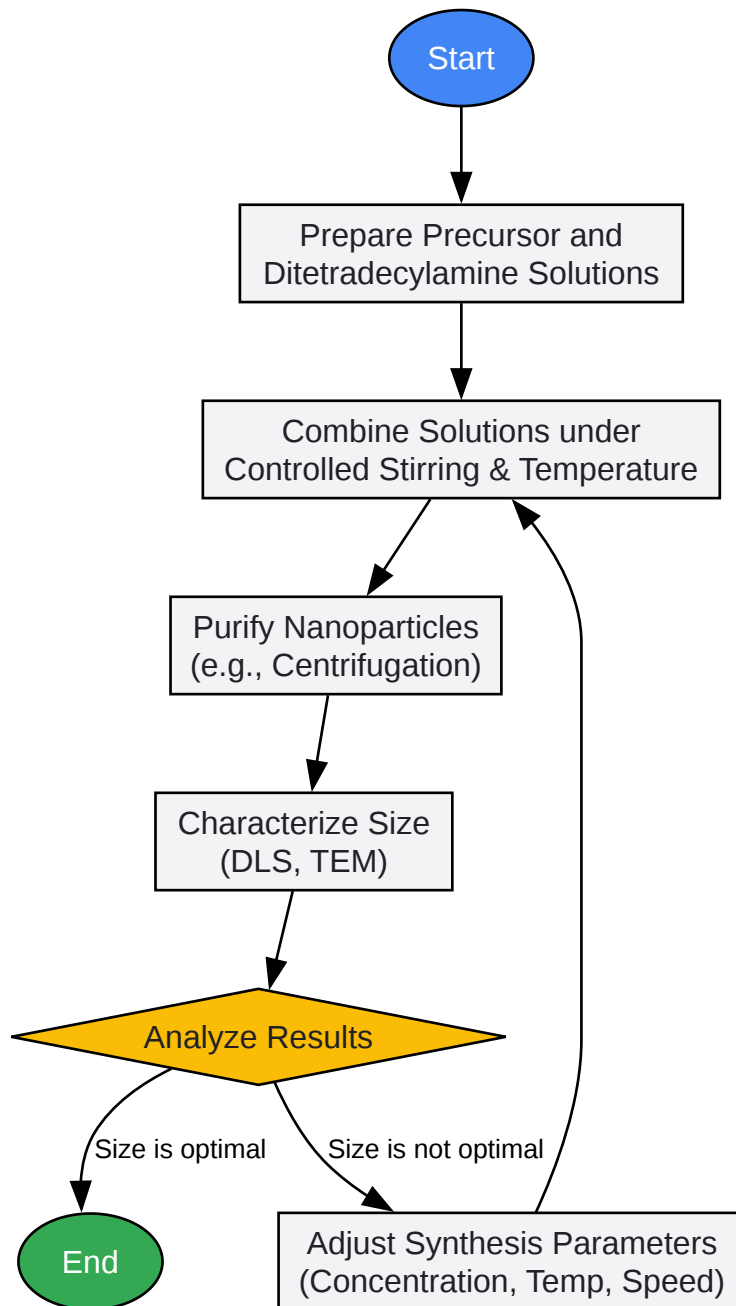 Start
Prepare Precursor and
Ditetradecylamine Solutions
Combine Solutions under
Controlled Stirring & Temperature
Purify Nanoparticles
(e.g., Centrifugation)
Characterize Size
(DLS, TEM)
Analyze Results
Size is optimal
Size is not optimal
End
Adjust Synthesis Parameters
(Concentration, Temp, Speed)